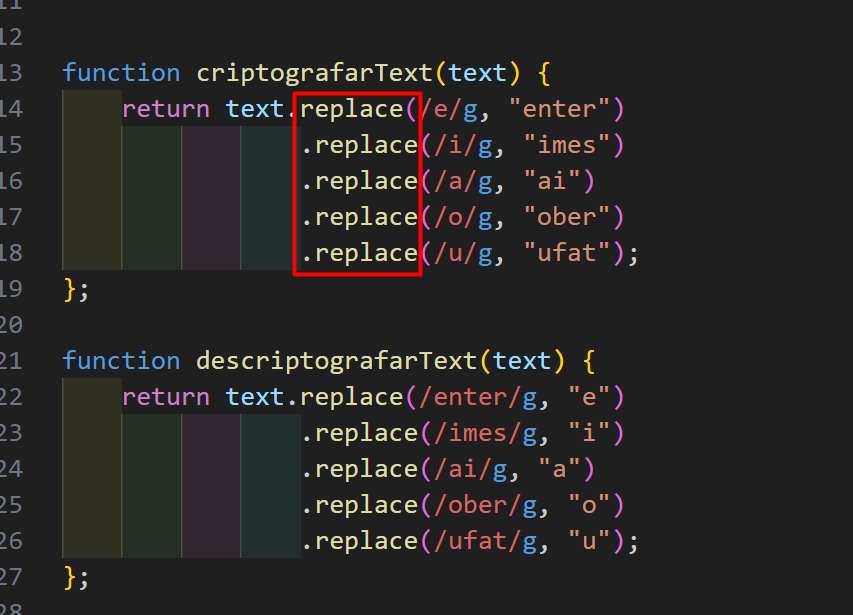 11
12
13 function criptografarText(text) {
14 return text.replace(/e/g, "enter")
15 .replace(/i/g, "imes")
16 .replace(/a/g, "ai")
17 .replace(/o/g, "ober")
18 .replace(/u/g, "ufat");
19 };
20
21 function descriptografarText(text) {
22 return text.replace(/enter/g, "e")
23 .replace(/imes/g, "i")
24 .replace(/ai/g, "a")
25 .replace(/ober/g, "o")
26 .replace(/ufat/g, "u");
27 };
28